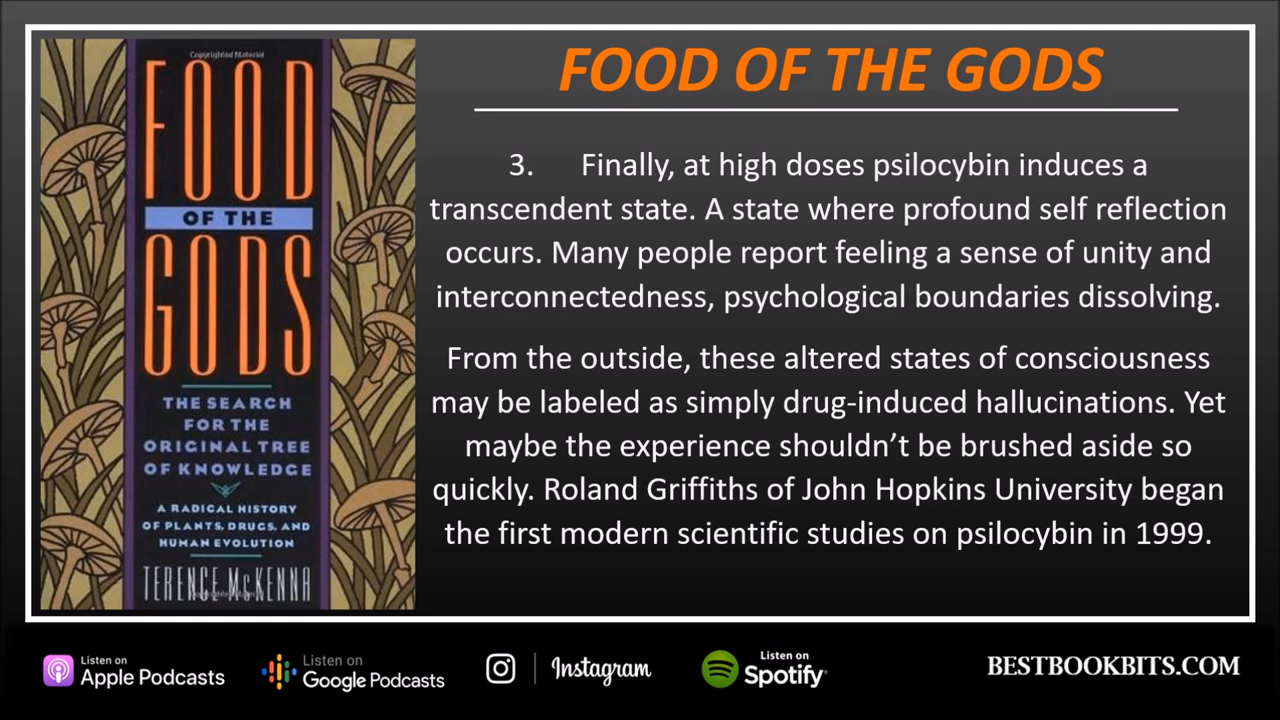 Copyrighted Material
FOOD
OF THE
GODS
THE SEARCH
FOR THE
ORIGINAL TREE
OF KNOWLEDGE
A RADICAL HISTORY
OF PLANTS, DRUGS, AND
HUMAN EVOLUTION
TERENCE McKENNA
FOOD OF THE GODS
3. Finally, at high doses psilocybin induces a
transcendent state. A state where profound self reflection
occurs. Many people report feeling a sense of unity and
interconnectedness, psychological boundaries dissolving.
From the outside, these altered states of consciousness
may be labeled as simply drug-induced hallucinations. Yet
maybe the experience shouldn’t be brushed aside so
quickly. Roland Griffiths of John Hopkins University began
the first modern scientific studies on psilocybin in 1999.
Listen on
Apple Podcasts
Listen on
Google Podcasts
Instagram
Listen on
Spotify
BESTBOOKBITS.COM